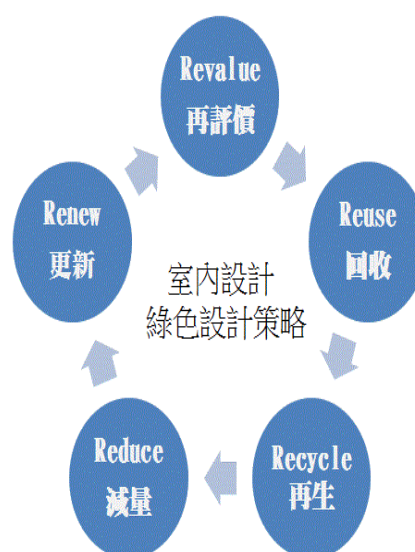 Revalue
再評價
Reuse
回收
Recycle
再生
Reduce
減量
Renew
更新
室內設計
綠色設計策略